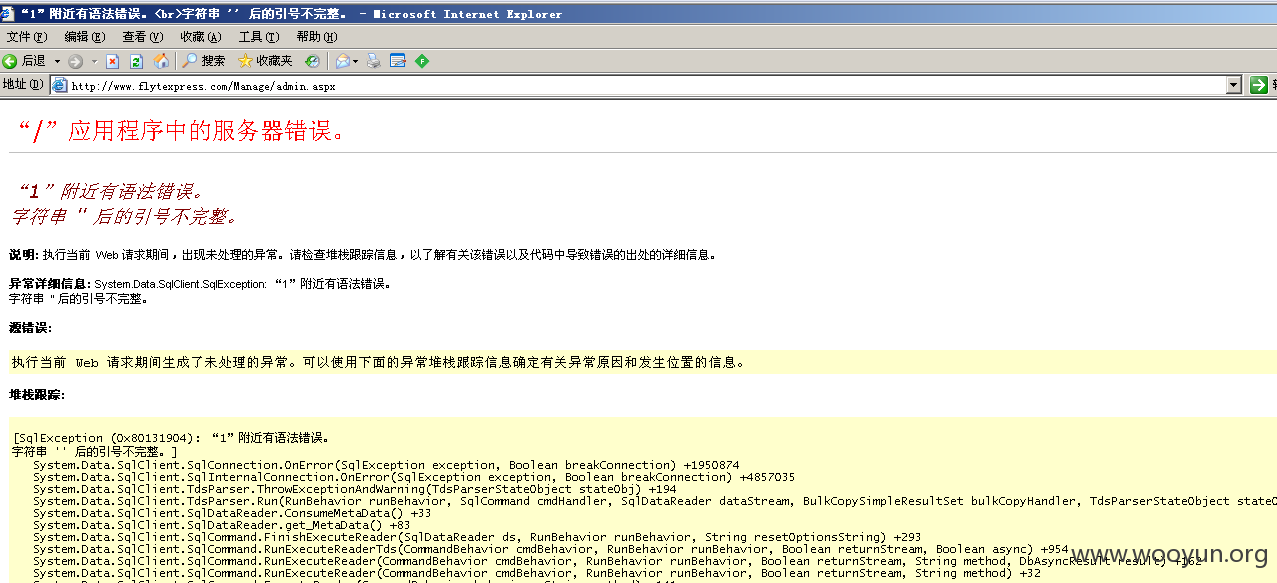 “1”附近有语法错误。<br>字符串 '' 后的引号不完整。 - Microsoft Internet Explorer
文件(F) 编辑(E) 查看(V) 收藏(A) 工具(T) 帮助(H)
后退 搜索 收藏夹
地址(D) http://www.flytexpress.com/Manage/admin.aspx
“/”应用程序中的服务器错误。
“1”附近有语法错误。
字符串 '' 后的引号不完整。
说明: 执行当前 Web 请求期间，出现未处理的异常。请检查堆栈跟踪信息，以了解有关该错误以及代码中导致错误的出处的详细信息。
异常详细信息: System.Data.SqlClient.SqlException: “1”附近有语法错误。
字符串 '' 后的引号不完整。
源错误:
执行当前 Web 请求期间生成了未处理的异常。可以使用下面的异常堆栈跟踪信息确定有关异常原因和发生位置的信息。
堆栈跟踪:
[SqlException (0x80131904): “1”附近有语法错误。
字符串 '' 后的引号不完整。]
System.Data.SqlClient.SqlConnection.OnError(SqlException exception, Boolean breakConnection) +1950874
System.Data.SqlClient.SqlInternalConnection.OnError(SqlException exception, Boolean breakConnection) +4857035
System.Data.SqlClient.TdsParser.ThrowExceptionAndWarning(TdsParserStateObject stateObj) +194
System.Data.SqlClient.TdsParser.Run(RunBehavior runBehavior, SqlCommand cmdHandler, SqlDataReader dataStream, BulkCopySimpleResultSet bulkCopyHandler, TdsParserStateObject stateO
System.Data.SqlClient.SqlDataReader.ConsumeMetaData() +33
System.Data.SqlClient.SqlDataReader.get_MetaData() +83
System.Data.SqlClient.SqlCommand.FinishExecuteReader(SqlDataReader ds, RunBehavior runBehavior, String resetOptionsString) +293
System.Data.SqlClient.SqlCommand.RunExecuteReaderTds(CommandBehavior cmdBehavior, RunBehavior runBehavior, Boolean returnStream, Boolean async) +954
System.Data.SqlClient.SqlCommand.RunExecuteReader(CommandBehavior cmdBehavior, RunBehavior runBehavior, Boolean returnStream, String method, DbAsyncResult result) +162
System.Data.SqlClient.SqlCommand.RunExecuteReader(CommandBehavior cmdBehavior, RunBehavior runBehavior, Boolean returnStream, String method) +32
www.wooyun.org